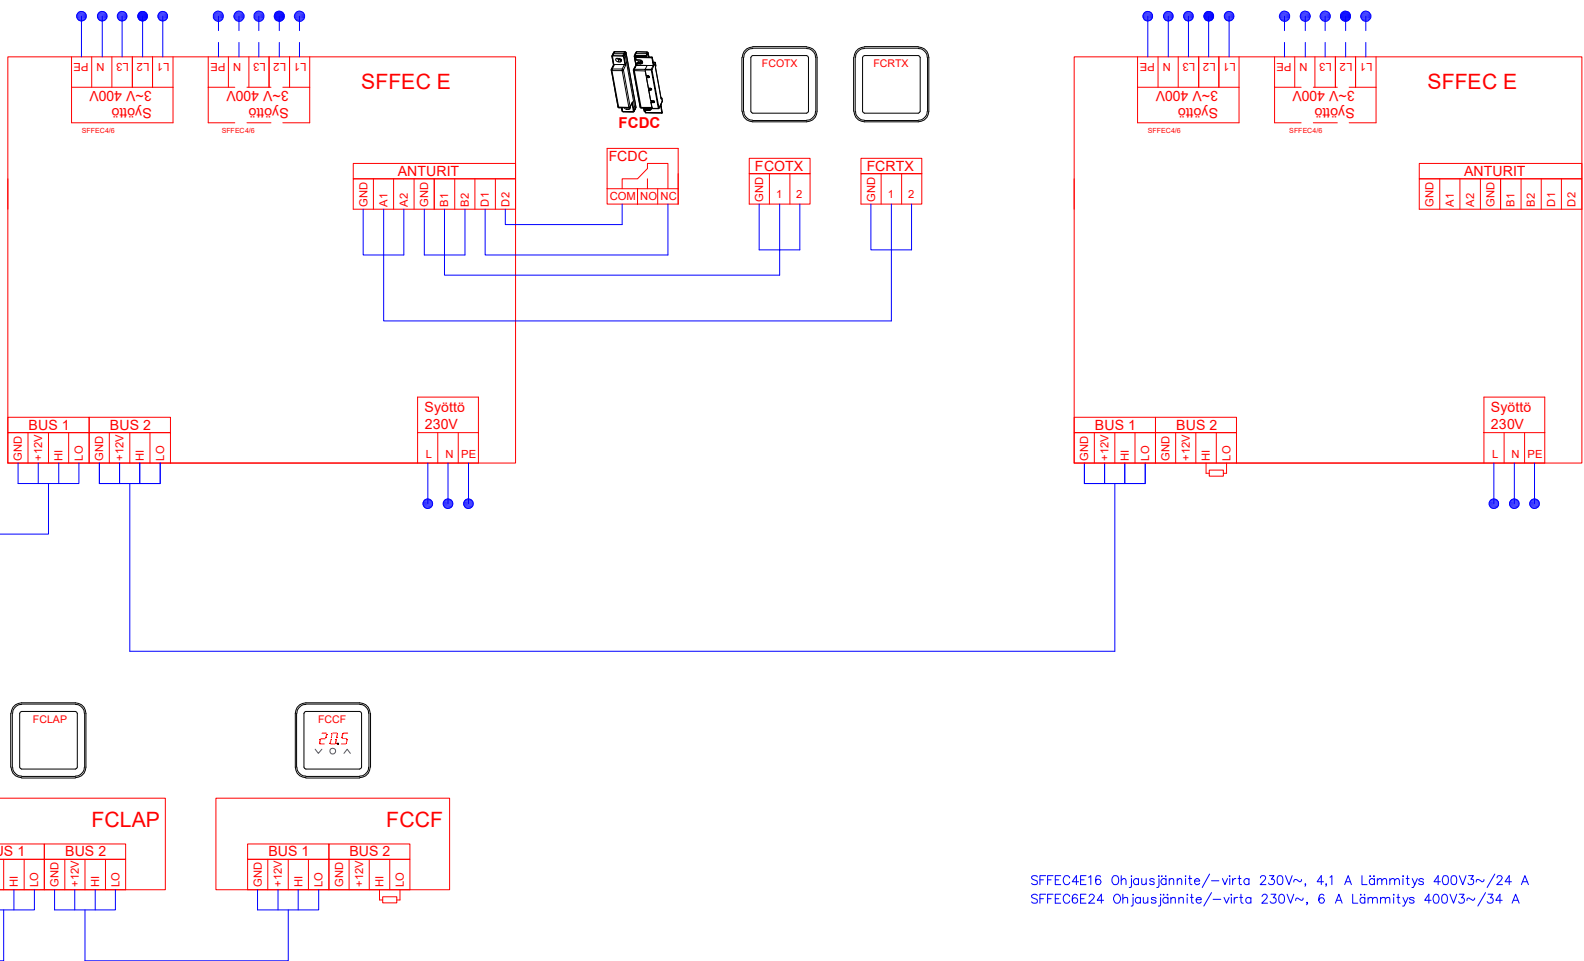 PE N L3 L2 L1
3~ V 400V
Syöttö
SFFEC4/6
PE N L3 L2 L1
3~ V 400V
Syöttö
SFFEC4/6
SFFEC E
ANTURIT
GND A1 A2 GND B1 B2 D1 D2
BUS 1 BUS 2
GND +12V HI LO GND +12V HI LO
Syöttö
230V
L N PE
FCDC
FCDC
COM NO NC
FCOTX
FCOTX
GND 1 2
FCRTX
FCRTX
GND 1 2
PE N L3 L2 L1
3~ V 400V
Syöttö
SFFEC4/6
PE N L3 L2 L1
3~ V 400V
Syöttö
SFFEC4/6
SFFEC E
ANTURIT
GND A1 A2 GND B1 B2 D1 D2
BUS 1 BUS 2
GND +12V HI LO GND +12V HI LO
Syöttö
230V
L N PE
FCLAP
FCLAP
US 1 BUS 2
HI LO GND +12V HI LO
FCCF
20.5
FCCF
BUS 1 BUS 2
GND +12V HI LO GND +12V HI LO
SFFEC4E16 Ohjausjännite/-virta 230V~, 4,1 A Lämmitys 400V3~/24 A
SFFEC6E24 Ohjausjännite/-virta 230V~, 6 A Lämmitys 400V3~/34 A